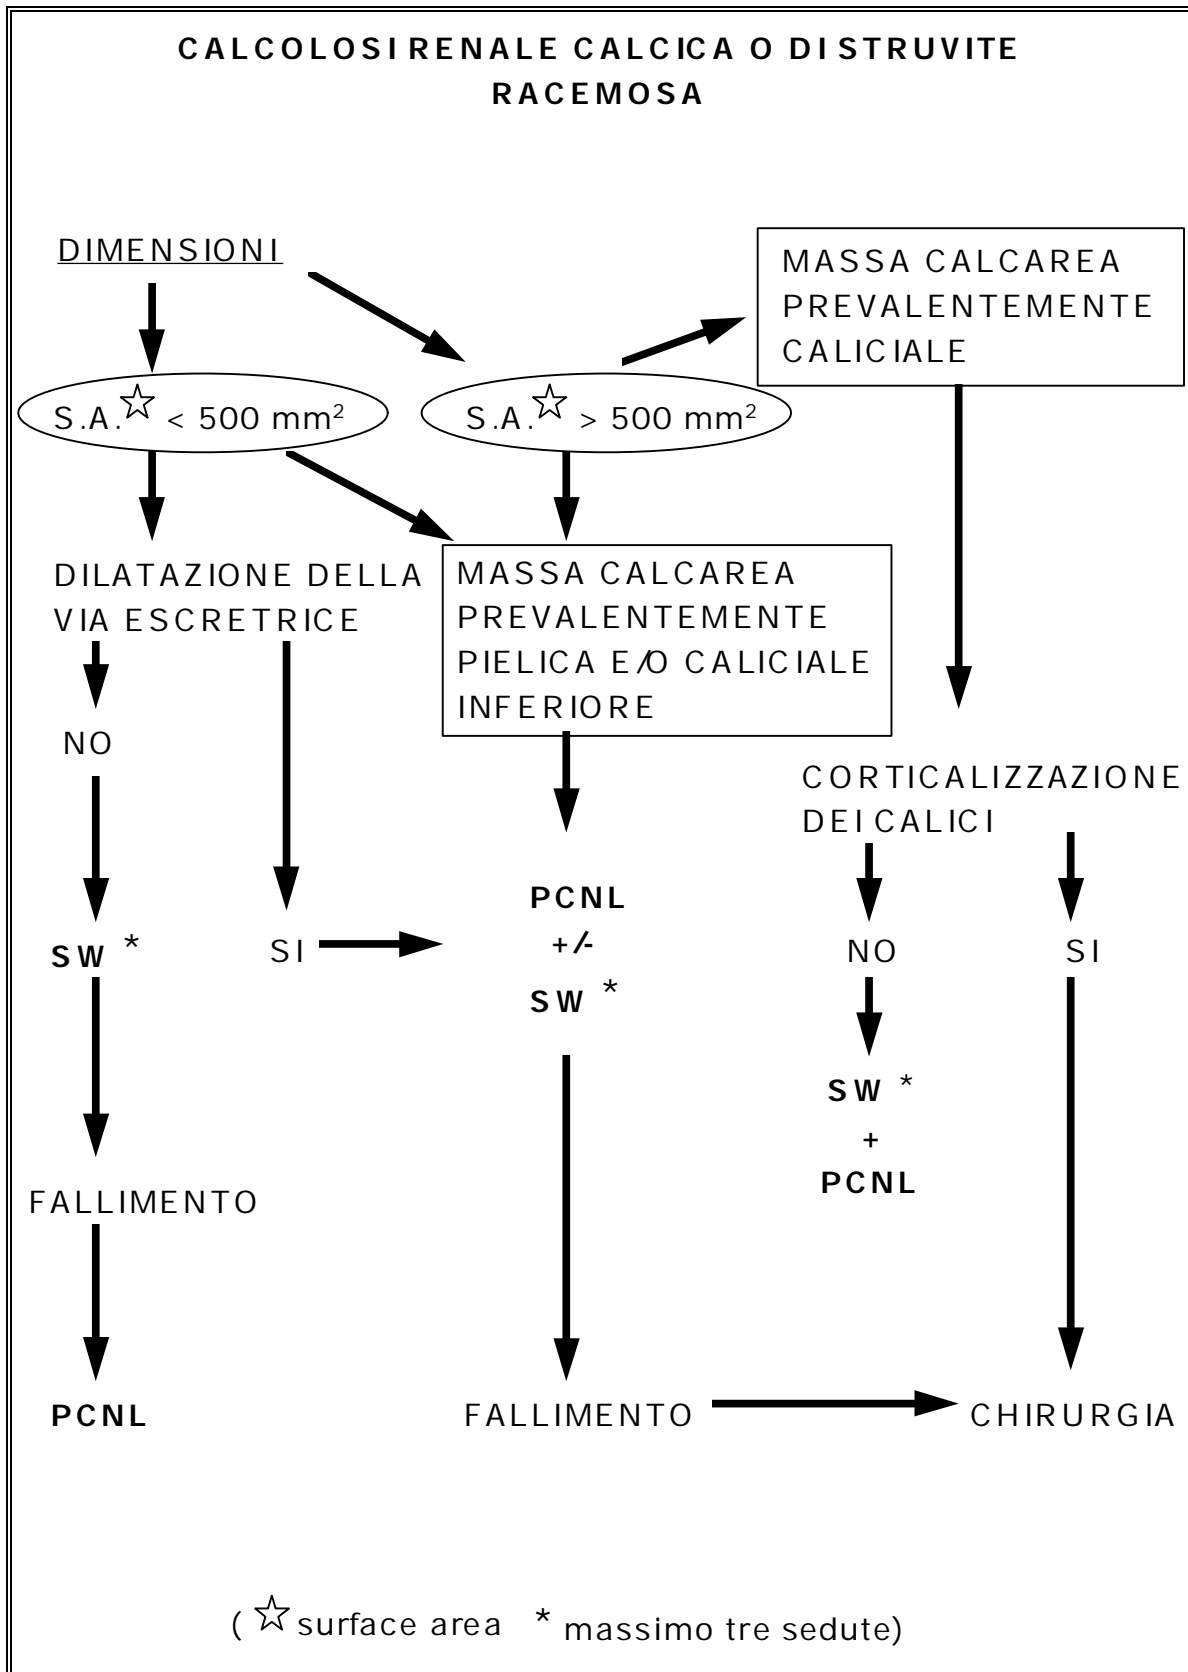 CALCOLOSI RENALE CALCICA O DI STRUVITE
RACEMOSA
DIMENSIONI
MASSA CALCAREA
PREVALENTEMENTE
CALICIALE
S.A.☆ < 500 mm²
S.A.☆ > 500 mm²
DILATAZIONE DELLA
VIA ESCRETRICE
MASSA CALCAREA
PREVALENTEMENTE
PIELICA E/O CALICIALE
INFERIORE
NO
CORTICALIZZAZIONE
DEI CALICI
PCNL
+/-
SW *
SW *
SI
NO
SI
SW *
+
PCNL
FALLIMENTO
PCNL
FALLIMENTO
CHIRURGIA
( ☆ surface area * massimo tre sedute)